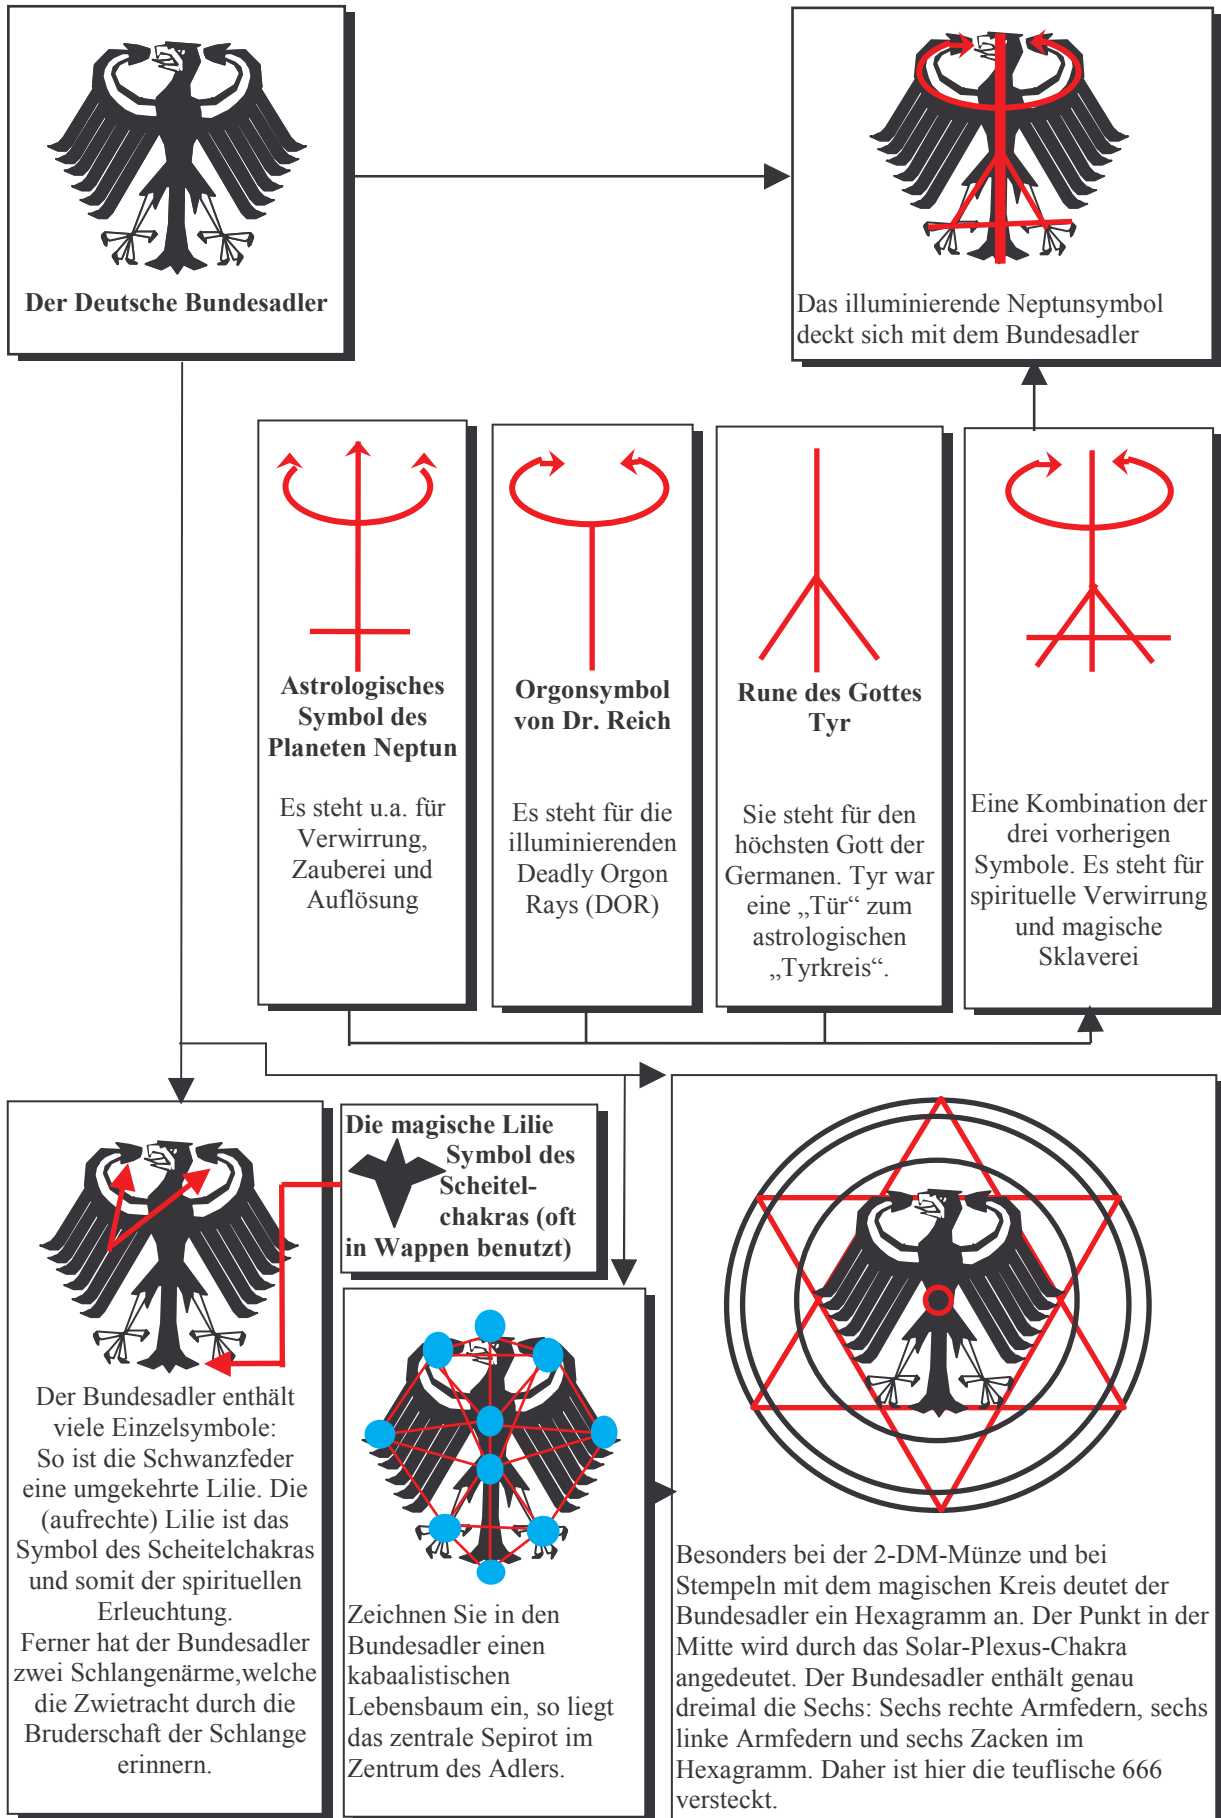 Der Deutsche Bundesadler
Das illuminierende Neptunsymbol
deckt sich mit dem Bundesadler
Astrologisches
Symbol des
Planeten Neptun
Es steht u.a. für
Verwirrung,
Zauberei und
Auflösung
Orgonsymbol
von Dr. Reich
Es steht für die
illuminierenden
Deadly Orgon
Rays (DOR)
Rune des Gottes
Tyr
Sie steht für den
höchsten Gott der
Germanen. Tyr war
eine „Tür“ zum
astrologischen
„Tyrkreis“.
Eine Kombination der
drei vorherigen
Symbole. Es steht für
spirituelle Verwirrung
und magische
Sklaverei
Der Bundesadler enthält
viele Einzelsymbole:
So ist die Schwanzfeder
eine umgekehrte Lilie. Die
(aufrechte) Lilie ist das
Symbol des Scheitelchakras
und somit der spirituellen
Erleuchtung.
Ferner hat der Bundesadler
zwei Schlangenärme,welche
die Zwietracht durch die
Bruderschaft der Schlange
erinnern.
Die magische Lilie
Symbol des
Scheitel-
chakras (oft
in Wappen benutzt)
Zeichnen Sie in den
Bundesadler einen
kabaalistischen
Lebensbaum ein, so liegt
das zentrale Sepirot im
Zentrum des Adlers.
Besonders bei der 2-DM-Münze und bei
Stempeln mit dem magischen Kreis deutet der
Bundesadler ein Hexagramm an. Der Punkt in der
Mitte wird durch das Solar-Plexus-Chakra
angedeutet. Der Bundesadler enthält genau
dreimal die Sechs: Sechs rechte Armfedern, sechs
linke Armfedern und sechs Zacken im
Hexagramm. Daher ist hier die teuflische 666
versteckt.